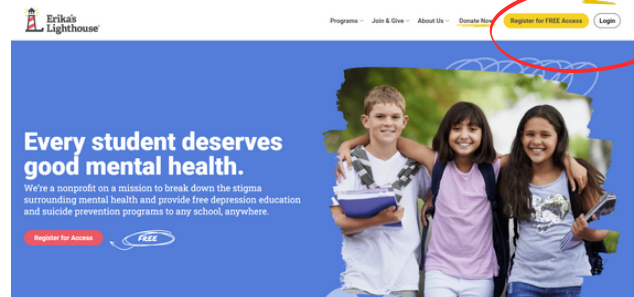 Erika's
Lighthouse
Programs Join & Give About Us Donate Now Register for FREE Access Login
Every student deserves
good mental health.
We're a nonprofit on a mission to break down the stigma
surrounding mental health and provide free depression education
and suicide prevention programs to any school, anywhere.
Register for Access FREE